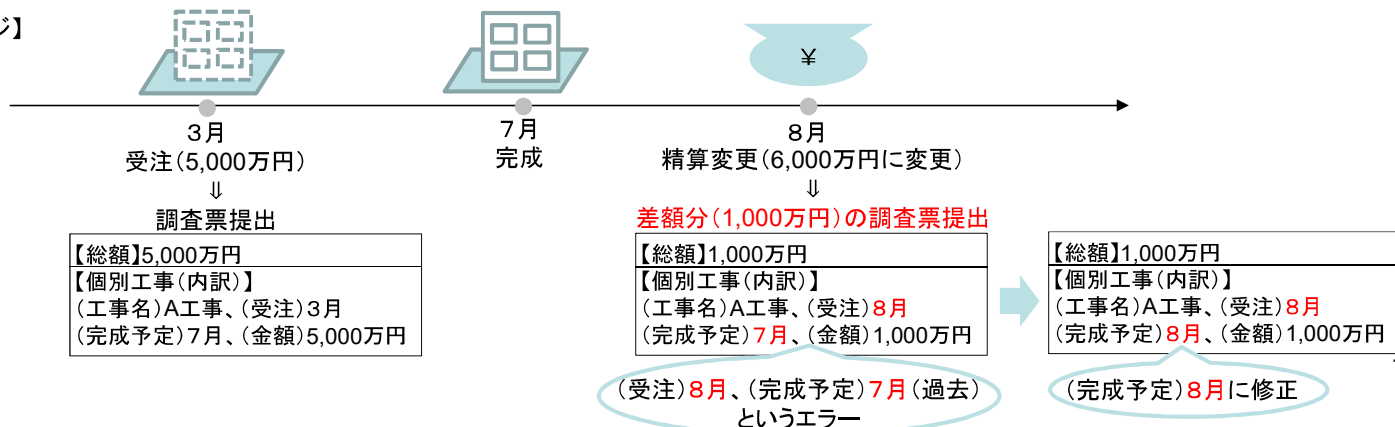 ジ】
¥
3月
受注(5,000万円)
⇓
調査票提出
【総額】5,000万円
【個別工事(内訳)】
(工事名)A工事、(受注)3月
(完成予定)7月、(金額)5,000万円
7月
完成
8月
精算変更(6,000万円に変更)
⇓
差額分(1,000万円)の調査票提出
【総額】1,000万円
【個別工事(内訳)】
(工事名)A工事、(受注)8月
(完成予定)7月、(金額)1,000万円
(受注)8月、(完成予定)7月(過去)
というエラー
【総額】1,000万円
【個別工事(内訳)】
(工事名)A工事、(受注)8月
(完成予定)8月、(金額)1,000万円
(完成予定)8月に修正